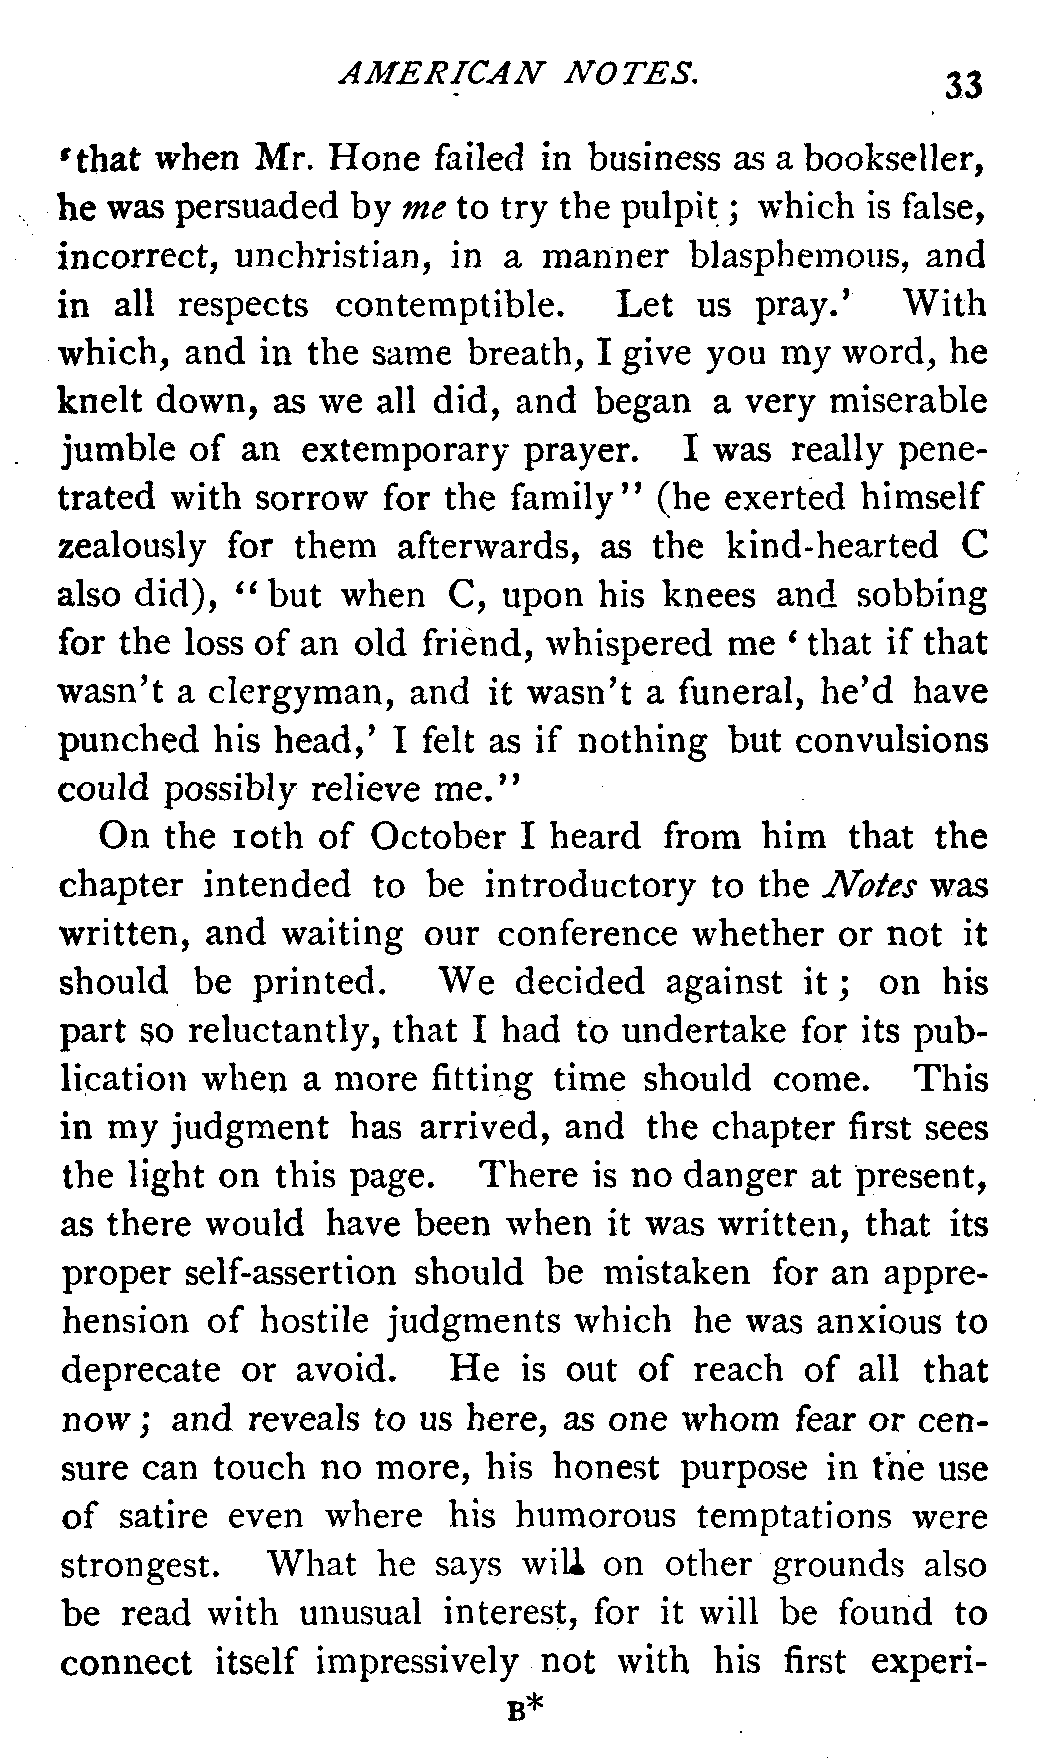 AMERICAN NOTES.
33
‘that when Mr. Hone failed in business as a bookseller,
he was persuaded by me to try the pulpit; which is false,
incorrect, unchristian, in a manner blasphemous, and
in all respects contemptible. Let us pray.’ With
which, and in the same breath, I give you my word, he
knelt down, as we all did, and began a very miserable
jumble of an extemporary prayer. I was really pene-
trated with sorrow for the family” (he exerted himself
zealously for them afterwards, as the kind-hearted C
also did), “but when C, upon his knees and sobbing
for the loss of an old friend, whispered me ‘that if that
wasn’t a clergyman, and it wasn’t a funeral, he’d have
punched his head,’ I felt as if nothing but convulsions
could possibly relieve me.”
On the 10th of October I heard from him that the
chapter intended to be introductory to the Notes was
written, and waiting our conference whether or not it
should be printed. We decided against it; on his
part so reluctantly, that I had to undertake for its pub-
lication when a more fitting time should come. This
in my judgment has arrived, and the chapter first sees
the light on this page. There is no danger at present,
as there would have been when it was written, that its
proper self-assertion should be mistaken for an appre-
hension of hostile judgments which he was anxious to
deprecate or avoid. He is out of reach of all that
now; and reveals to us here, as one whom fear or cen-
sure can touch no more, his honest purpose in the use
of satire even where his humorous temptations were
strongest. What he says will on other grounds also
be read with unusual interest, for it will be found to
connect itself impressively not with his first experi-
B*